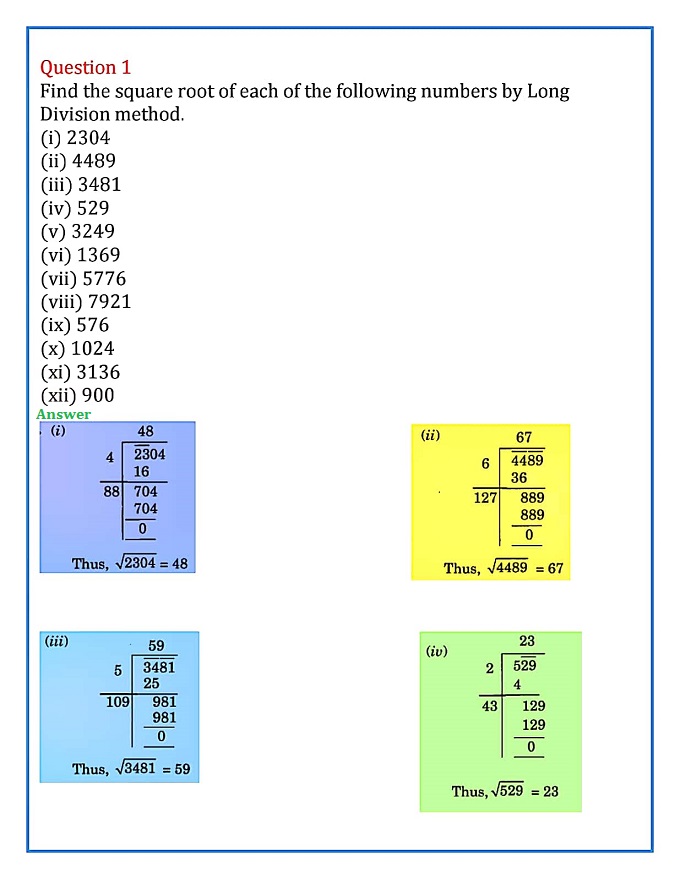 Question 1
Find the square root of each of the following numbers by Long
Division method.
(i) 2304
(ii) 4489
(iii) 3481
(iv) 529
(v) 3249
(vi) 1369
(vii) 5776
(viii) 7921
(ix) 576
(x) 1024
(xi) 3136
(xii) 900
Answer
(i) 48
4 2304
16
88 704
704
0
Thus, √2304 = 48
(ii) 67
6 4489
36
127 889
889
0
Thus, √4489 = 67
(iii) 59
5 3481
25
109 981
981
0
Thus, √3481 = 59
(iv) 23
2 529
4
43 129
129
0
Thus, √529 = 23